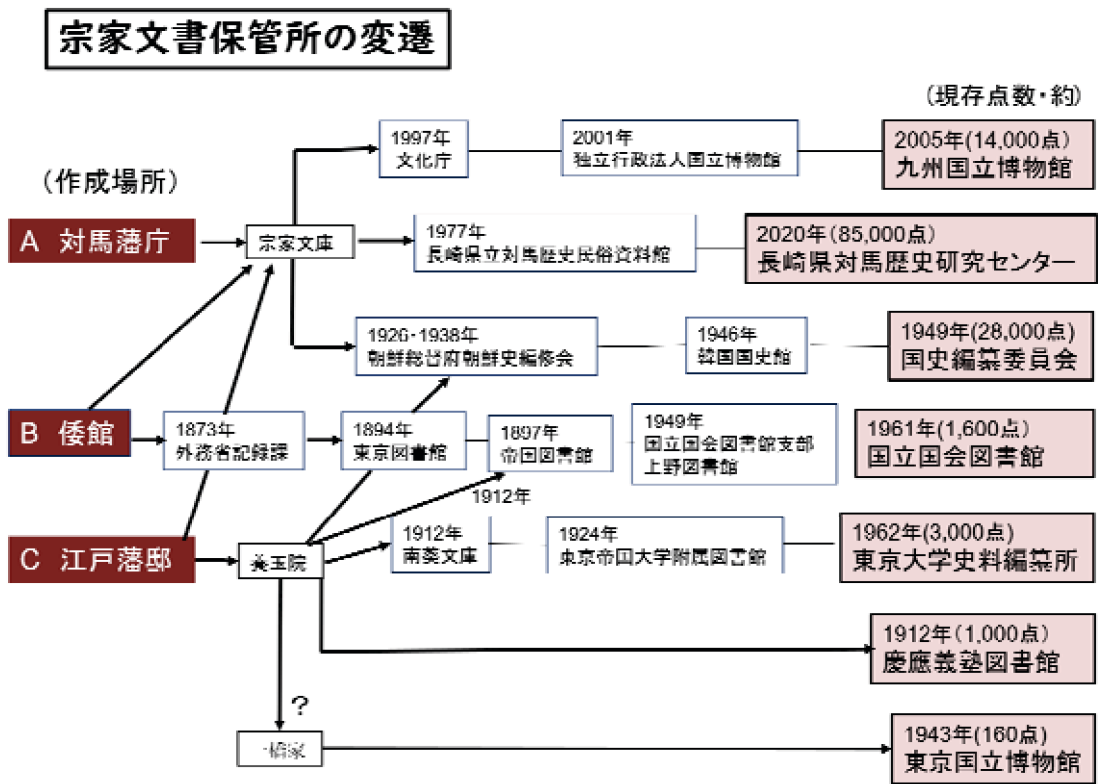 宗家文書保管所の変遷
（現存点数・約）
1997年
文化庁
2001年
独立行政法人国立博物館
2005年(14,000点)
九州国立博物館
（作成場所）
A 対馬藩庁
宗家文庫
1977年
長崎県立対馬歴史民俗資料館
2020年(85,000点)
長崎県対馬歴史研究センター
1926・1938年
朝鮮総督府朝鮮史編修会
1946年
韓国国史館
1949年(28,000点)
国史編纂委員会
B 倭館
1873年
外務省記録課
1894年
東京図書館
1897年
帝国図書館
1949年
国立国会図書館支部
上野図書館
1961年(1,600点)
国立国会図書館
1912年
C 江戸藩邸
養玉院
1912年
南葵文庫
1924年
東京帝国大学附属図書館
1962年(3,000点)
東京大学史料編纂所
1912年(1,000点)
慶應義塾図書館
？
一橋家
1943年(160点)
東京国立博物館